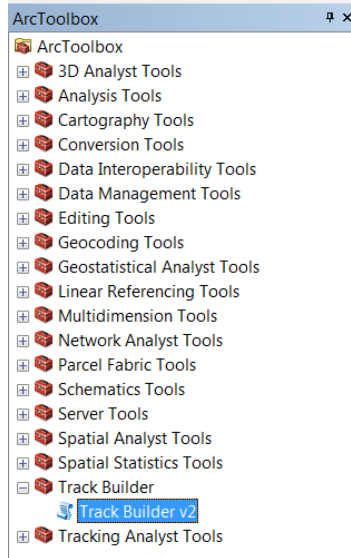 ArcToolbox
ArcToolbox
3D Analyst Tools
Analysis Tools
Cartography Tools
Conversion Tools
Data Interoperability Tools
Data Management Tools
Editing Tools
Geocoding Tools
Geostatistical Analyst Tools
Linear Referencing Tools
Multidimension Tools
Network Analyst Tools
Parcel Fabric Tools
Schematics Tools
Server Tools
Spatial Analyst Tools
Spatial Statistics Tools
Track Builder
Track Builder v2
Tracking Analyst Tools